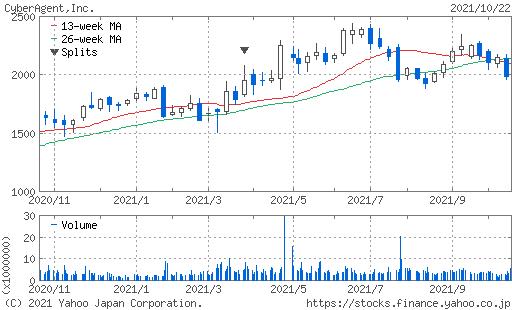 CyberAgent,Inc. 2021/10/22
2500
13-week MA
26-week MA
Splits
2000
1500
1000
2020/11 2021/1 2021/3 2021/5 2021/7 2021/9
30
Volume
20
10
0
(x1000000)
2020/11 2021/1 2021/3 2021/5 2021/7 2021/9
(C) 2021 Yahoo Japan Corporation. https://stocks.finance.yahoo.co.jp